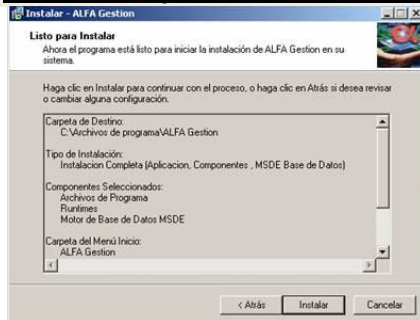 Instalar - ALFA Gestion
Listo para Instalar
Ahora el programa está listo para iniciar la instalación de ALFA Gestion en su
sistema.
Haga clic en Instalar para continuar con el proceso, o haga clic en Atrás si desea revisar
o cambiar alguna configuración.
Carpeta de Destino:
C:\Archivos de programa\ALFA Gestion
Tipo de Instalación:
Instalacion Completa (Aplicacion, Componentes , MSDE Base de Datos)
Componentes Seleccionados:
Archivos de Programa
Runtimes
Motor de Base de Datos MSDE
Carpeta del Menú Inicio:
ALFA Gestion
< Atrás
Instalar
Cancelar